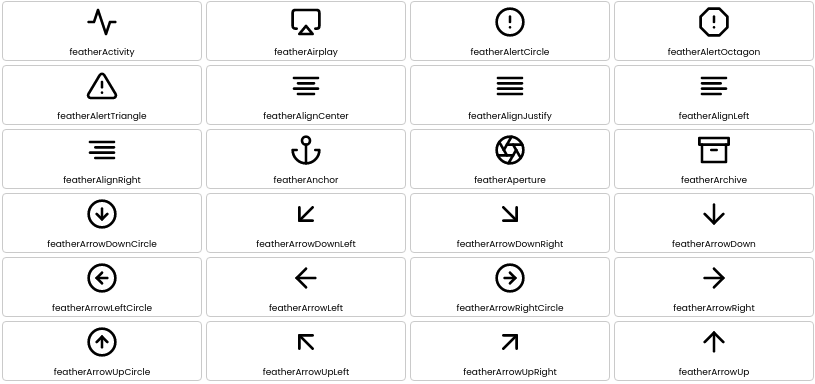 featherActivity
featherAirplay
featherAlertCircle
featherAlertOctagon
featherAlertTriangle
featherAlignCenter
featherAlignJustify
featherAlignLeft
featherAlignRight
featherAnchor
featherAperture
featherArchive
featherArrowDownCircle
featherArrowDownLeft
featherArrowDownRight
featherArrowDown
featherArrowLeftCircle
featherArrowLeft
featherArrowRightCircle
featherArrowRight
featherArrowUpCircle
featherArrowUpLeft
featherArrowUpRight
featherArrowUp